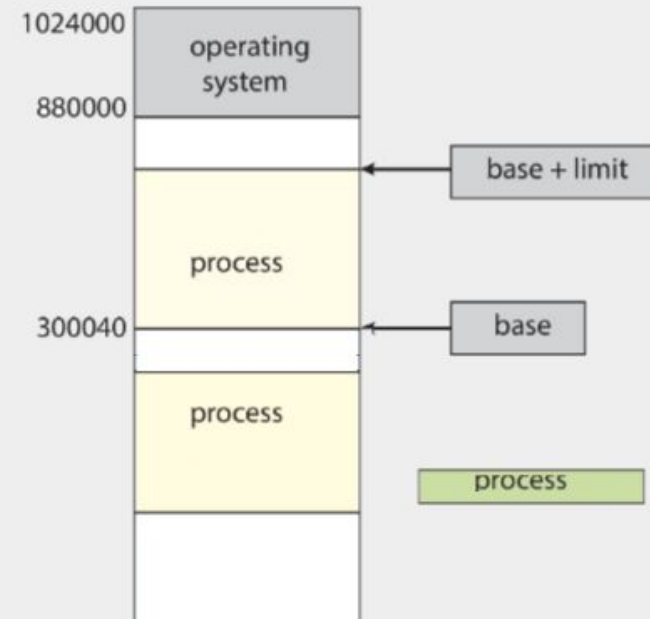 1024000
operating
system
880000
base + limit
process
300040
base
process
process